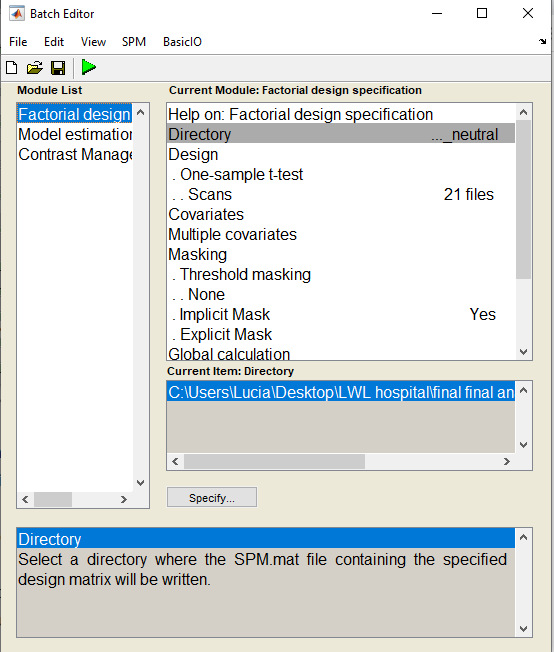 Batch Editor
File Edit View SPM BasicIO
Module List
Factorial design
Model estimation
Contrast Manage
Current Module: Factorial design specification
Help on: Factorial design specification
Directory ..._neutral
Design
. One-sample t-test
. . Scans 21 files
Covariates
Multiple covariates
Masking
. Threshold masking
. . None
. Implicit Mask Yes
. Explicit Mask
Global calculation
Current Item: Directory
C:\Users\Lucia\Desktop\LWL hospital\final final an
Specify...
Directory
Select a directory where the SPM.mat file containing the specified
design matrix will be written.